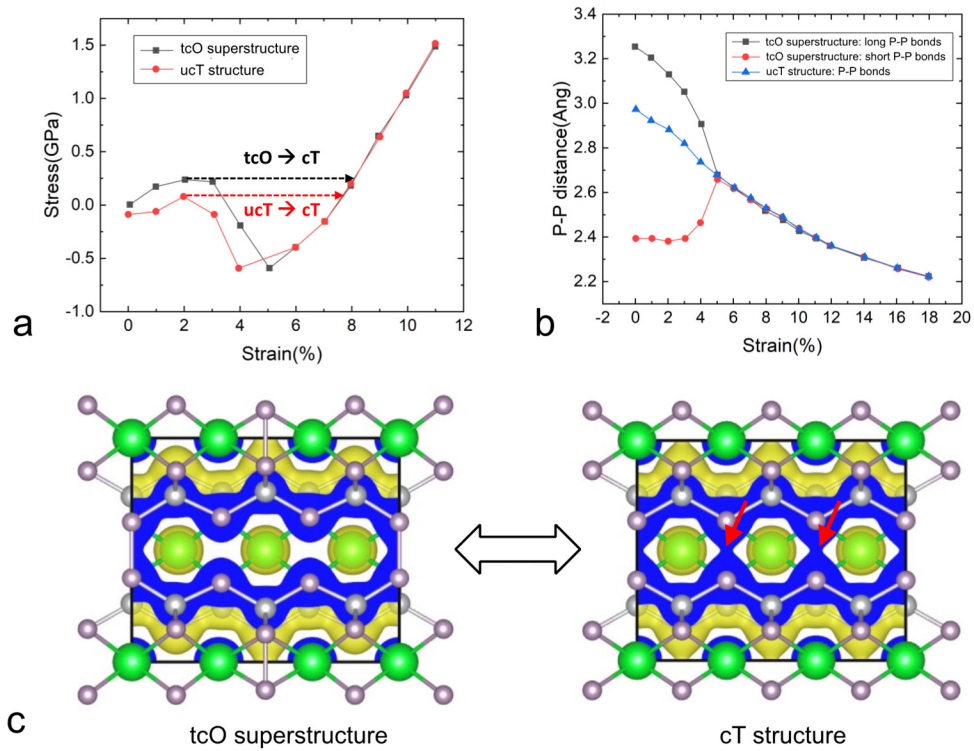 1.5
1.0
0.5
0.0
-0.5
-1.0
Stress(GPa)
tcO superstructure
ucT structure
tcO → cT
ucT → cT
0 2 4 6 8 10 12
Strain(%)
a
3.2
3.0
2.8
2.6
2.4
2.2
P-P distance(Ang)
tcO superstructure: long P-P bonds
tcO superstructure: short P-P bonds
ucT structure: P-P bonds
-2 0 2 4 6 8 10 12 14 16 18 20
Strain(%)
b
c
tcO superstructure
cT structure